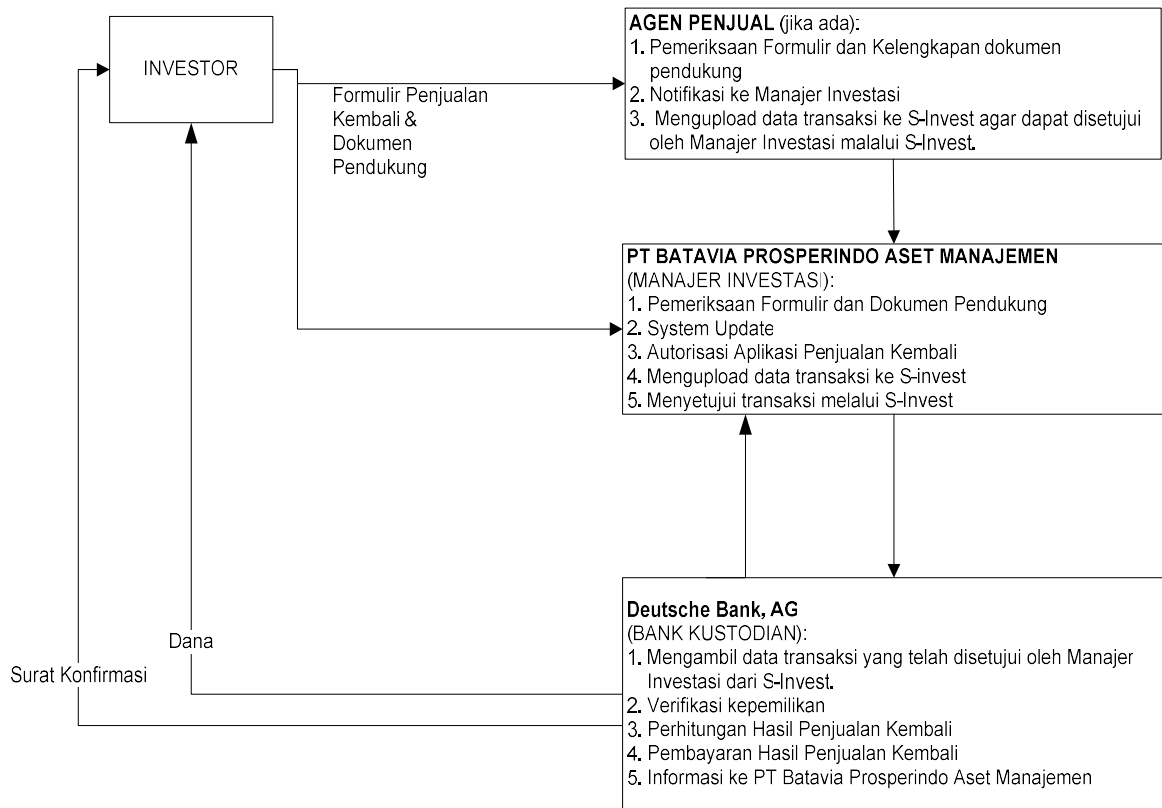 INVESTOR
Formulir Penjualan
Kembali &
Dokumen
Pendukung
AGEN PENJUAL (jika ada):
1. Pemeriksaan Formulir dan Kelengkapan dokumen
pendukung
2. Notifikasi ke Manajer Investasi
3. Mengupload data transaksi ke S-Invest agar dapat disetujui
oleh Manajer Investasi malalui S-Invest.
PT BATAVIA PROSPERINDO ASET MANAJEMEN
(MANAJER INVESTASI):
1. Pemeriksaan Formulir dan Dokumen Pendukung
2. System Update
3. Autorisasi Aplikasi Penjualan Kembali
4. Mengupload data transaksi ke S-invest
5. Menyetujui transaksi melalui S-Invest
Deutsche Bank, AG
(BANK KUSTODIAN):
1. Mengambil data transaksi yang telah disetujui oleh Manajer
Investasi dari S-Invest.
2. Verifikasi kepemilikan
3. Perhitungan Hasil Penjualan Kembali
4. Pembayaran Hasil Penjualan Kembali
5. Informasi ke PT Batavia Prosperindo Aset Manajemen
Dana
Surat Konfirmasi